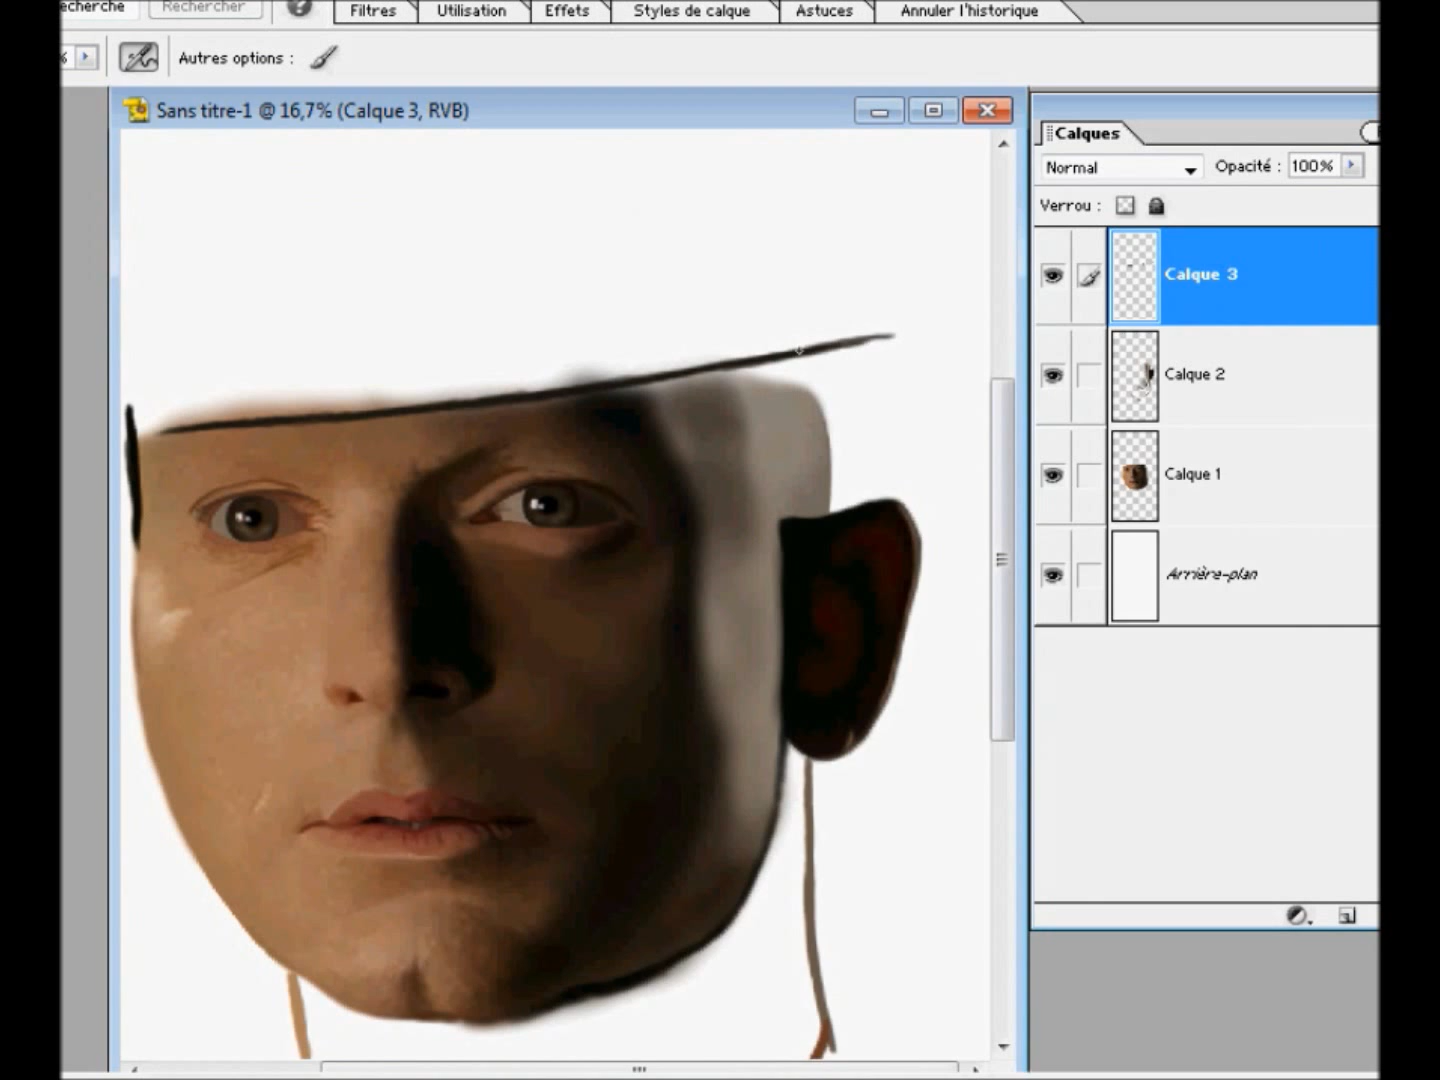 echerche
Rechercher
Filtres
Utilisation
Effets
Styles de calque
Astuces
Annuler l'historique
%
Autres options :
Sans titre-1 @ 16,7% (Calque 3, RVB)
Calques
Normal
Opacité : 100%
Verrou :
Calque 3
Calque 2
Calque 1
Arrière-plan